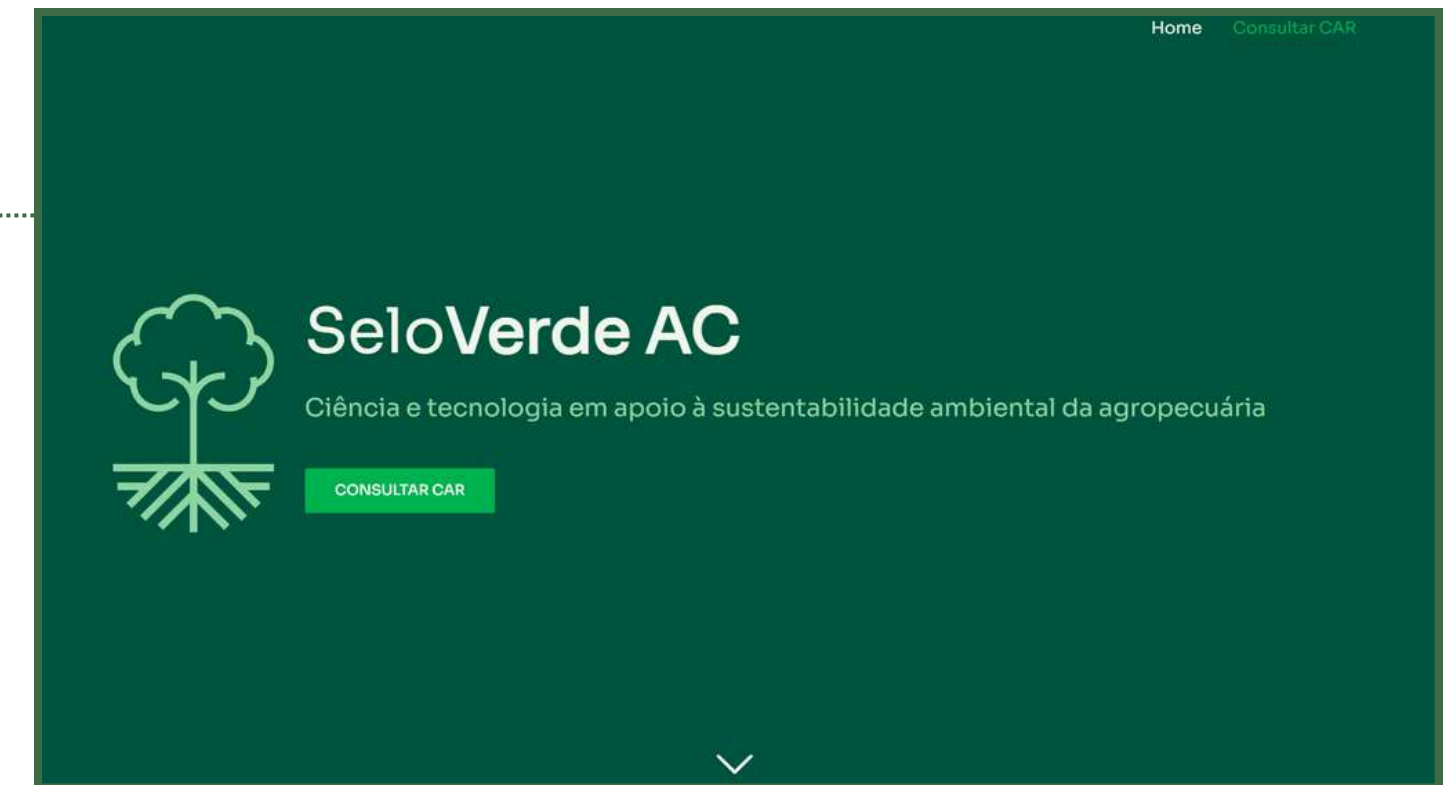 Home Consultar CAR
SeloVerde AC
Ciência e tecnologia em apoio à sustentabilidade ambiental da agropecuária
CONSULTAR CAR